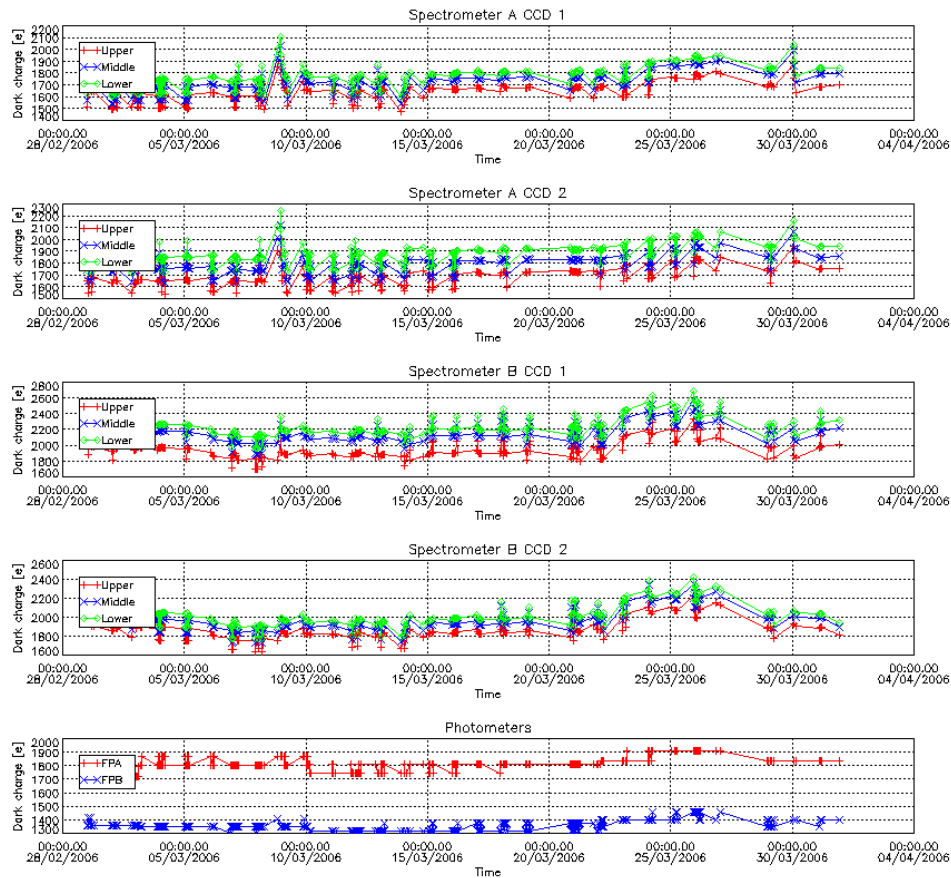 Spectrometer A CCD 1
Dark charge [e]
2200
2100
2000
1900
1800
1700
1600
1500
1400
Upper
Middle
Lower
00:00.00 00:00.00 00:00.00 00:00.00 00:00.00 00:00.00 00:00.00 00:00.00
28/02/2006 05/03/2006 10/03/2006 15/03/2006 20/03/2006 25/03/2006 30/03/2006 04/04/2006
Time
Spectrometer A CCD 2
Dark charge [e]
2300
2200
2100
2000
1900
1800
1700
1600
1500
Upper
Middle
Lower
00:00.00 00:00.00 00:00.00 00:00.00 00:00.00 00:00.00 00:00.00 00:00.00
28/02/2006 05/03/2006 10/03/2006 15/03/2006 20/03/2006 25/03/2006 30/03/2006 04/04/2006
Time
Spectrometer B CCD 1
Dark charge [e]
2800
2600
2400
2200
2000
1800
1600
Upper
Middle
Lower
00:00.00 00:00.00 00:00.00 00:00.00 00:00.00 00:00.00 00:00.00 00:00.00
28/02/2006 05/03/2006 10/03/2006 15/03/2006 20/03/2006 25/03/2006 30/03/2006 04/04/2006
Time
Spectrometer B CCD 2
Dark charge [e]
2600
2400
2200
2000
1800
1600
Upper
Middle
Lower
00:00.00 00:00.00 00:00.00 00:00.00 00:00.00 00:00.00 00:00.00 00:00.00
28/02/2006 05/03/2006 10/03/2006 15/03/2006 20/03/2006 25/03/2006 30/03/2006 04/04/2006
Time
Photometers
Dark charge [e]
2000
1900
1800
1700
1600
1500
1400
1300
FPA
FPB
00:00.00 00:00.00 00:00.00 00:00.00 00:00.00 00:00.00 00:00.00 00:00.00
28/02/2006 05/03/2006 10/03/2006 15/03/2006 20/03/2006 25/03/2006 30/03/2006 04/04/2006
Time